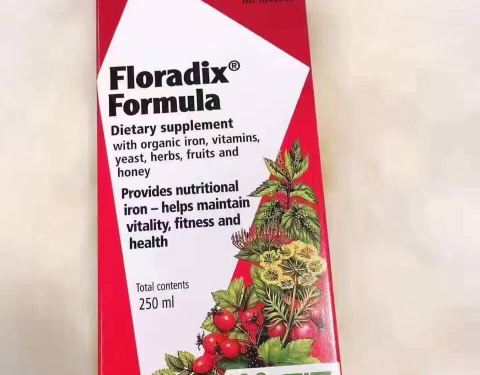 Floradix®
Formula
Dietary supplement
with organic iron, vitamins,
yeast, herbs, fruits and
honey
Provides nutritional
iron – helps maintain
vitality, fitness and
health
Total contents
250 ml